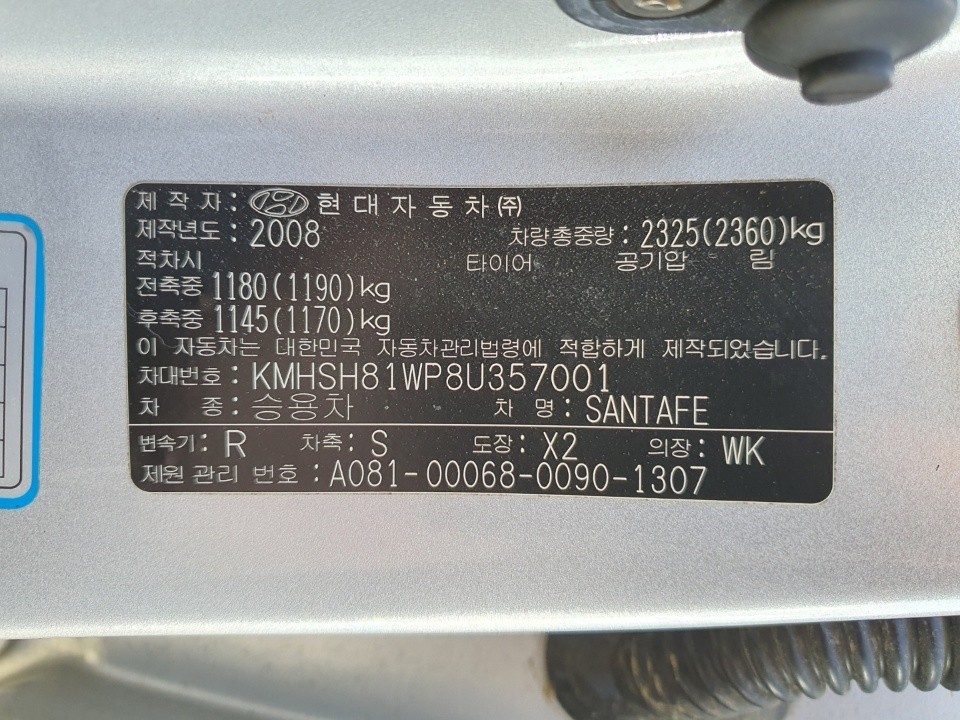 제 작 자 : 현 대 자 동 차 ㈜
제작년도 : 2008 차량총중량 : 2325(2360)kg
적차시 타이어 공기압 림
전축중 1180(1190)kg
후축중 1145(1170)kg
이 자동차는 대한민국 자동차관리법령에 적합하게 제작되었습니다.
차대번호 : KMHSH81WP8U357001
차 종 : 승용차 차 명 : SANTAFE
변속기 : R 차축 : S 도장 : X2 의장 : WK
제원 관리 번호 : A081-00068-0090-1307